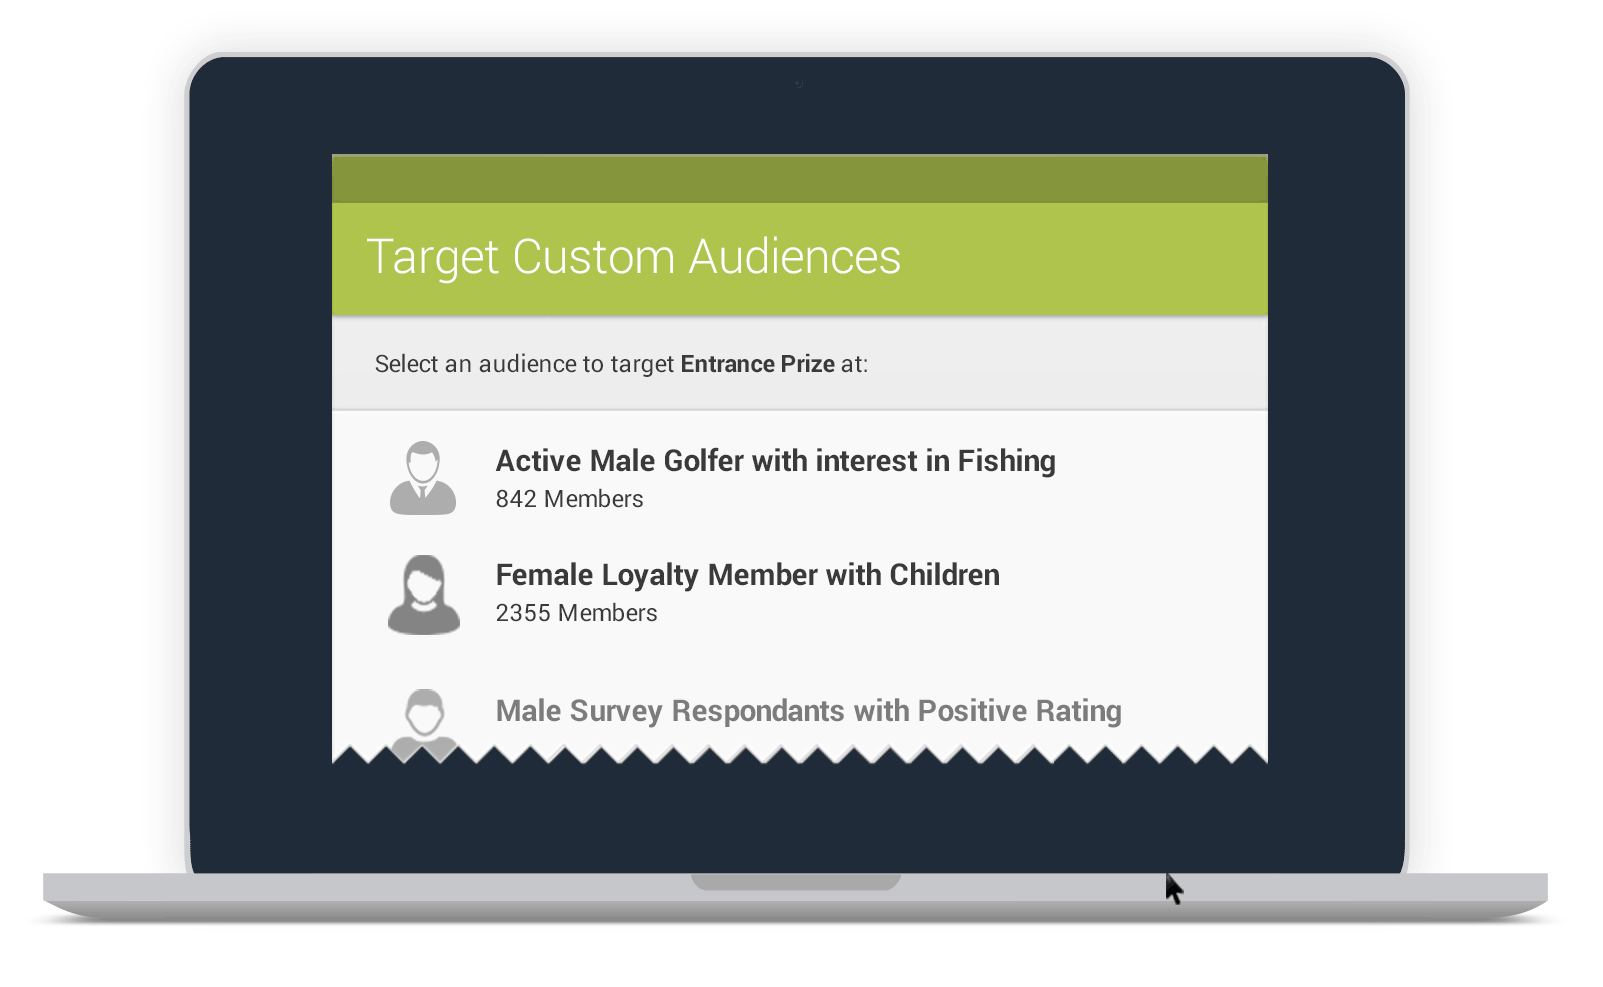 Target Custom Audiences
Select an audience to target Entrance Prize at:
Active Male Golfer with interest in Fishing
842 Members
Female Loyalty Member with Children
2355 Members
Male Survey Respondants with Positive Rating